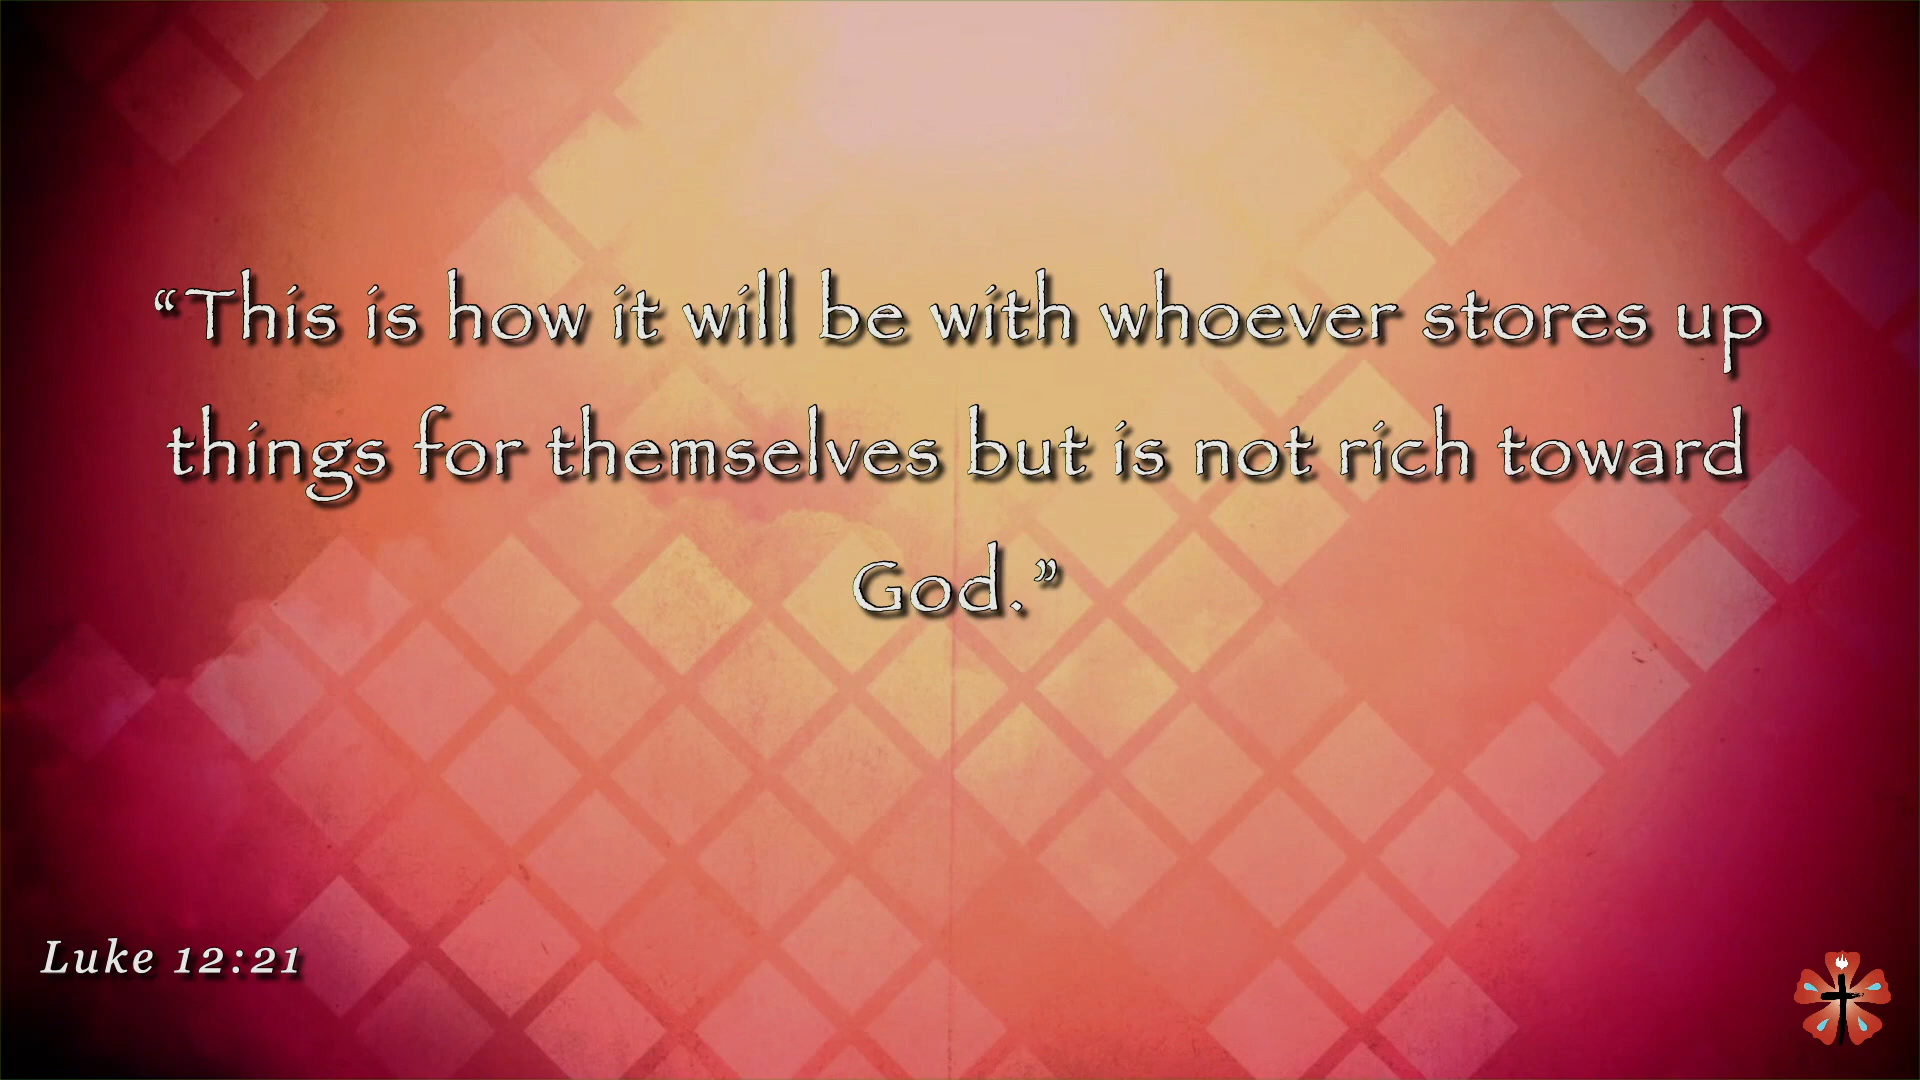 “This is how it will be with whoever stores up
things for themselves but is not rich toward
God.”
Luke 12:21